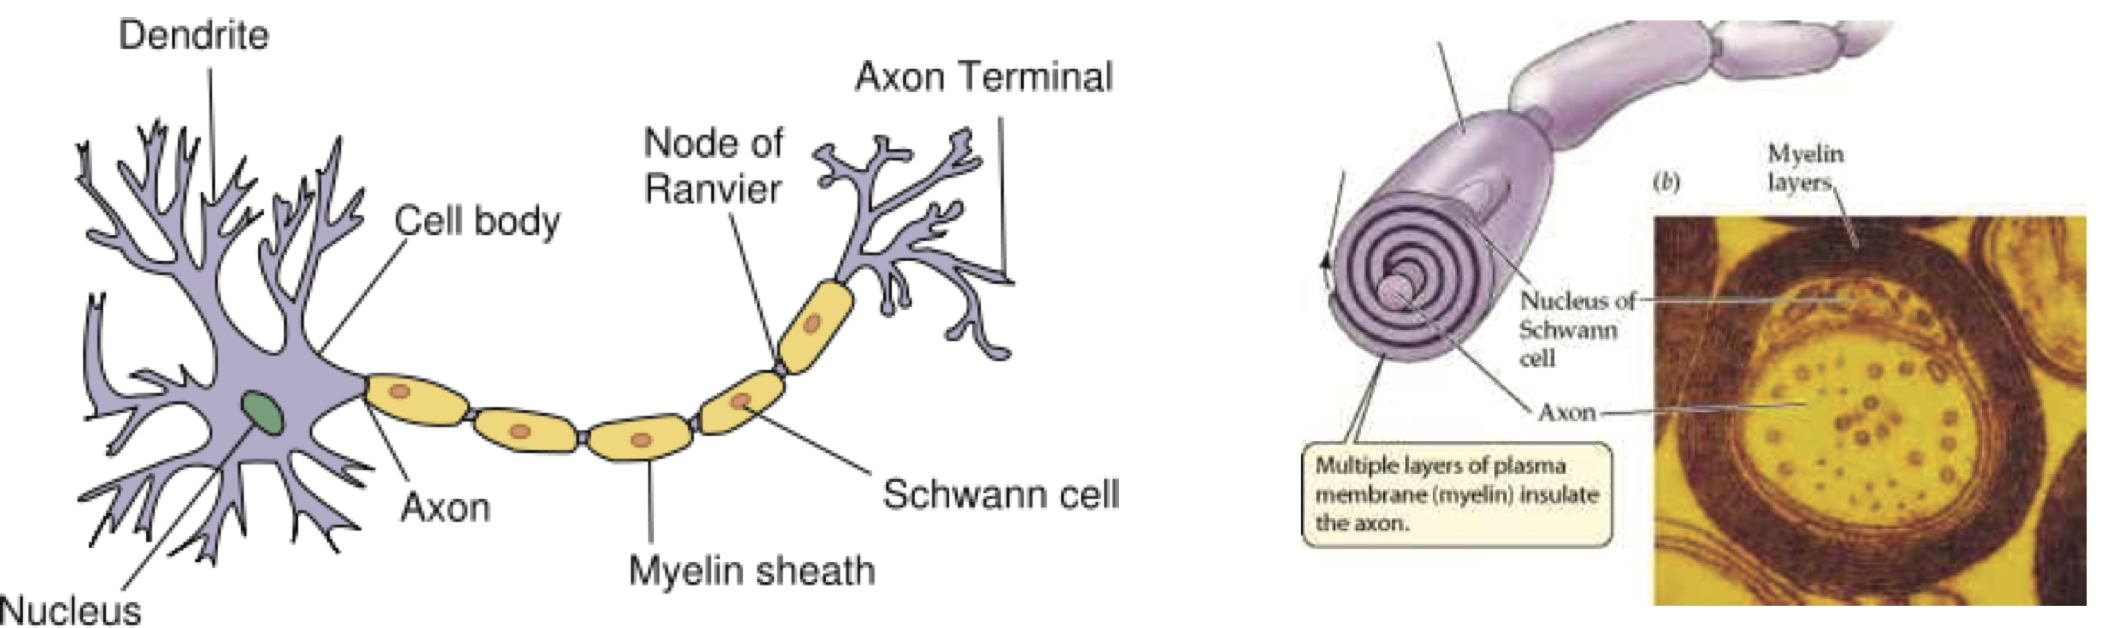 Dendrite
Axon Terminal
Node of
Ranvier
Cell body
Axon
Schwann cell
Myelin sheath
Nucleus
Myelin
layers
(b)
Nucleus of
Schwann
cell
Axon
Multiple layers of plasma
membrane (myelin) insulate
the axon.